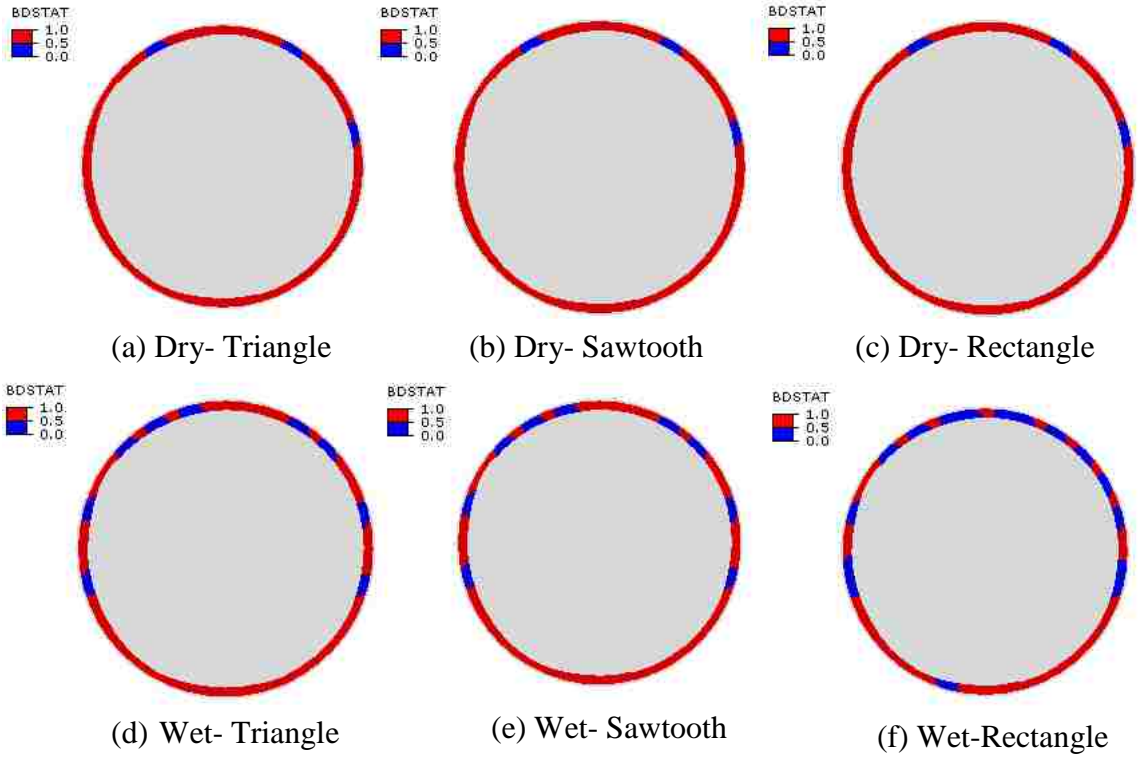 BDSTAT
1.0
0.5
0.0
BDSTAT
1.0
0.5
0.0
BDSTAT
1.0
0.5
0.0
(a) Dry- Triangle
(b) Dry- Sawtooth
(c) Dry- Rectangle
BDSTAT
1.0
0.5
0.0
BDSTAT
1.0
0.5
0.0
BDSTAT
1.0
0.5
0.0
(d) Wet- Triangle
(e) Wet- Sawtooth
(f) Wet-Rectangle